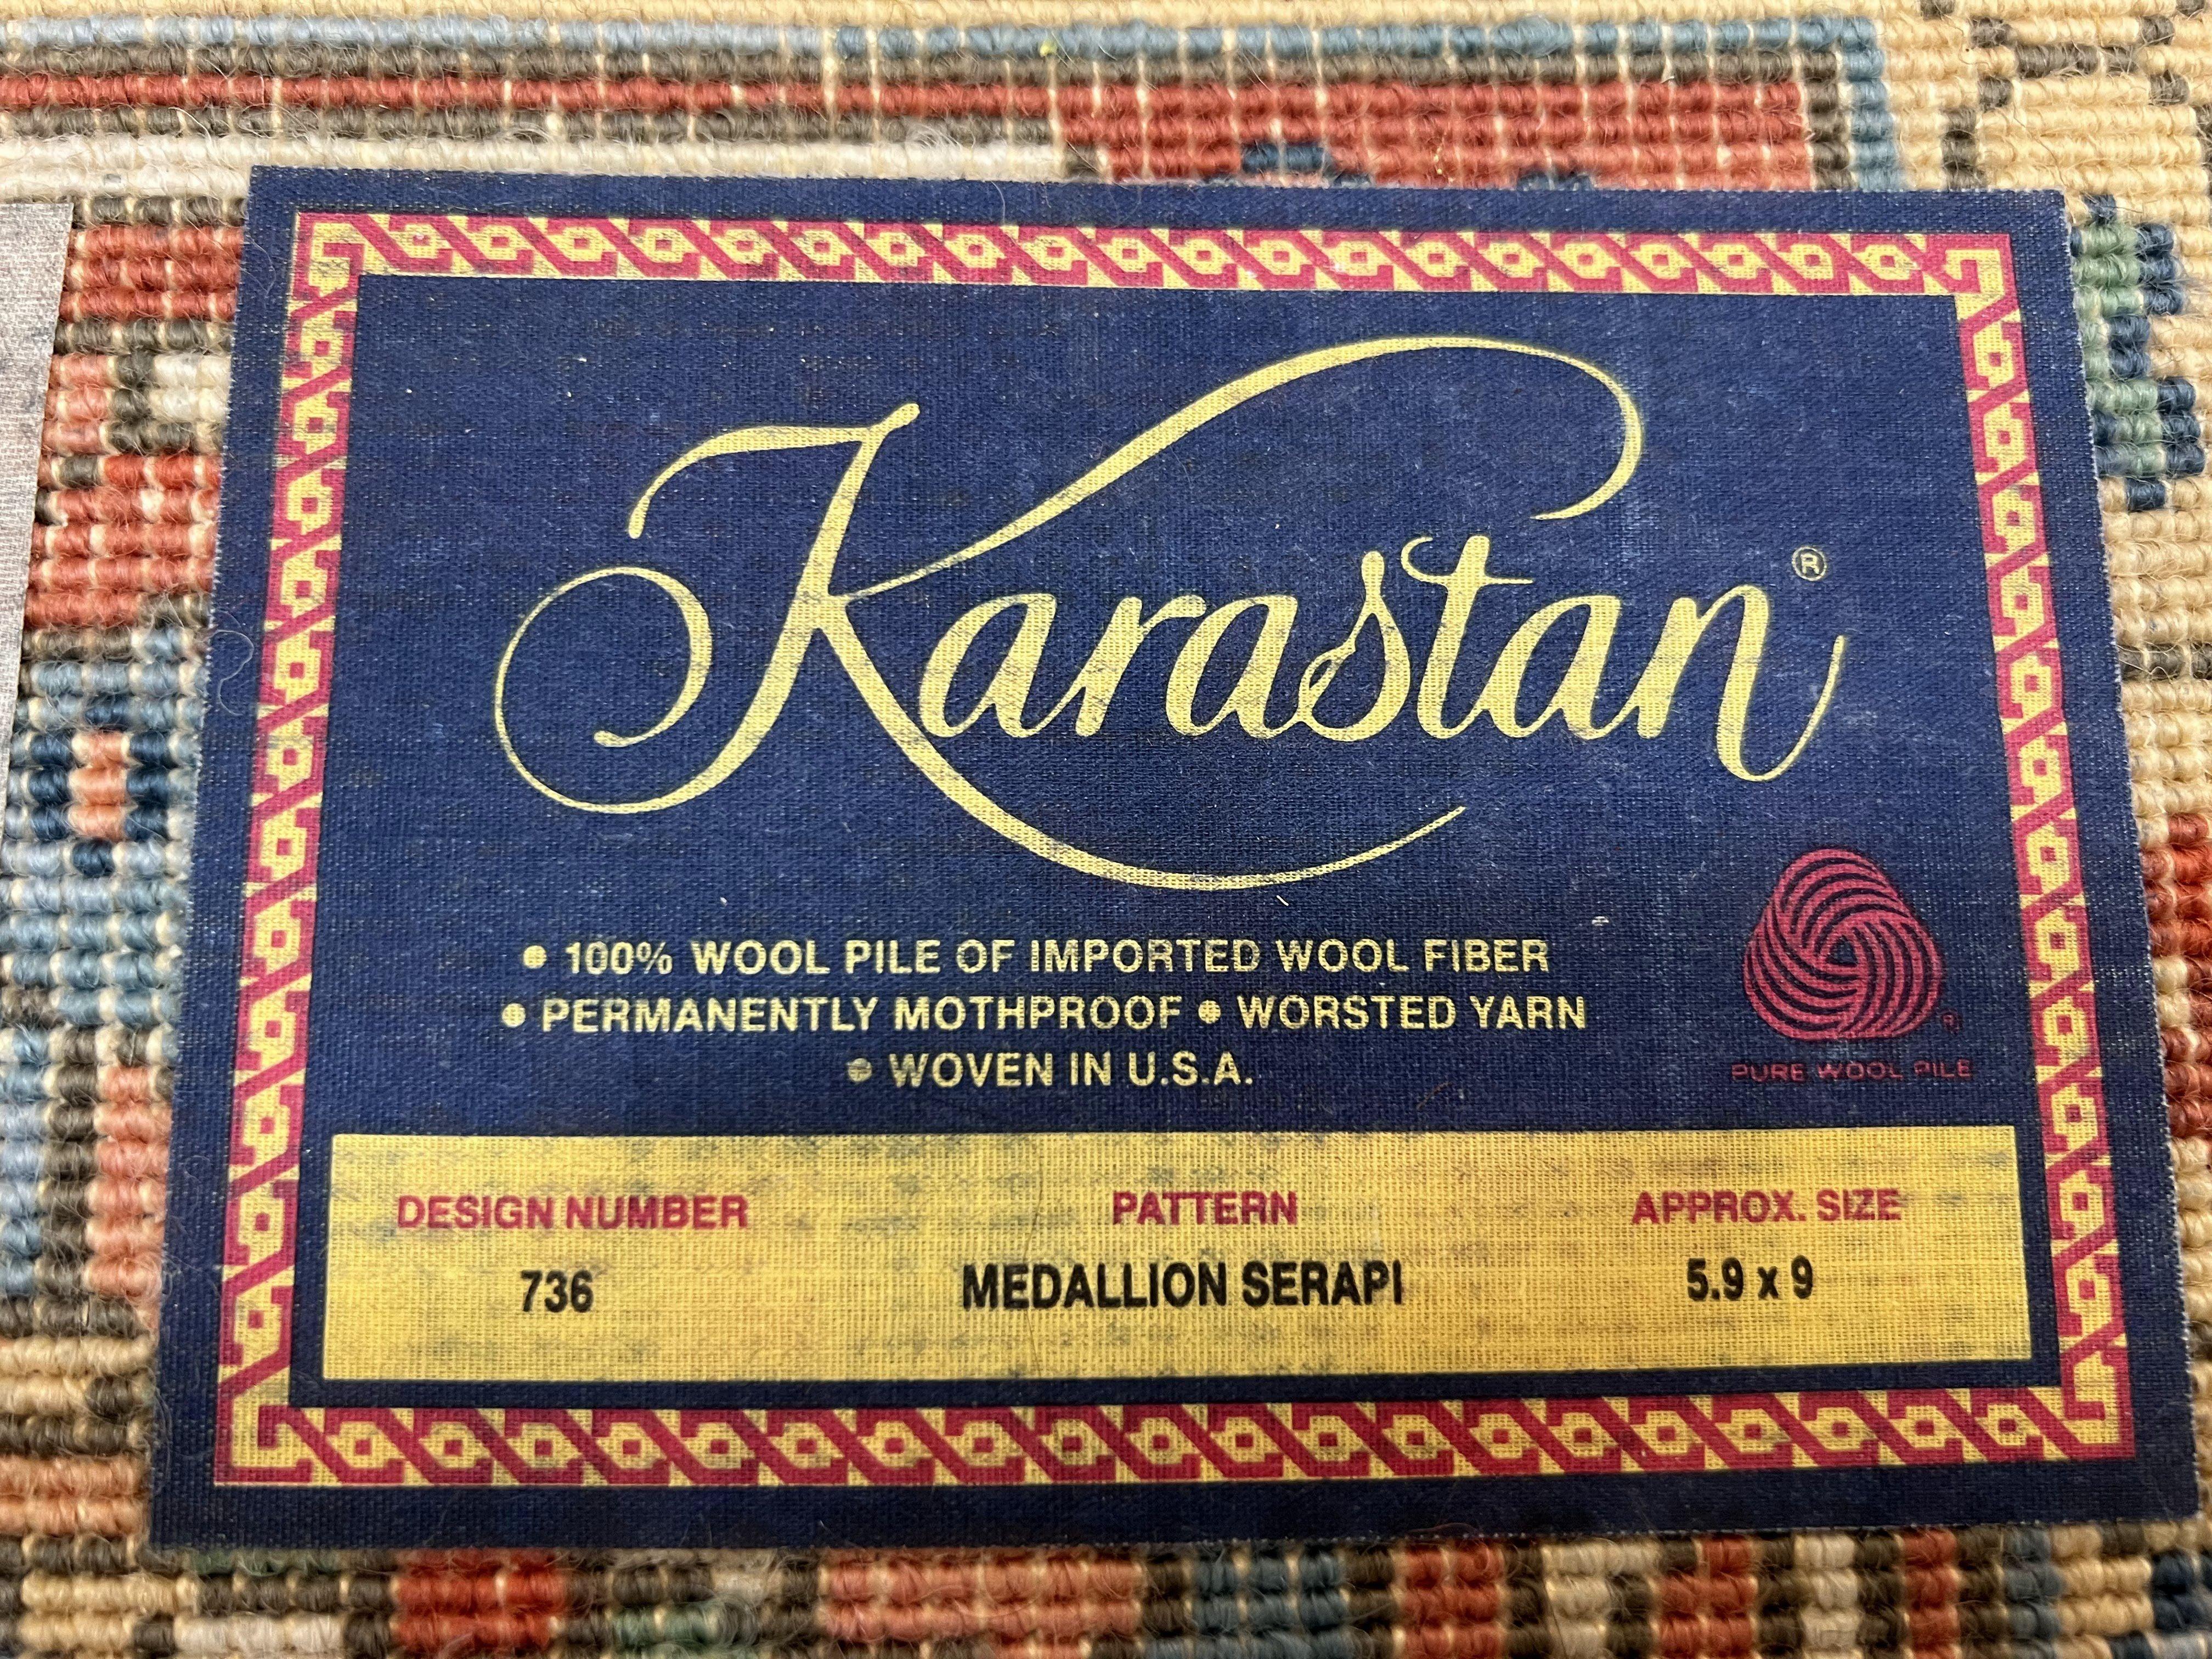 Karastan®
• 100% WOOL PILE OF IMPORTED WOOL FIBER
• PERMANENTLY MOTHPROOF • WORSTED YARN
• WOVEN IN U.S.A.
PURE WOOL PILE
DESIGN NUMBER PATTERN APPROX. SIZE
736 MEDALLION SERAPI 5.9 x 9